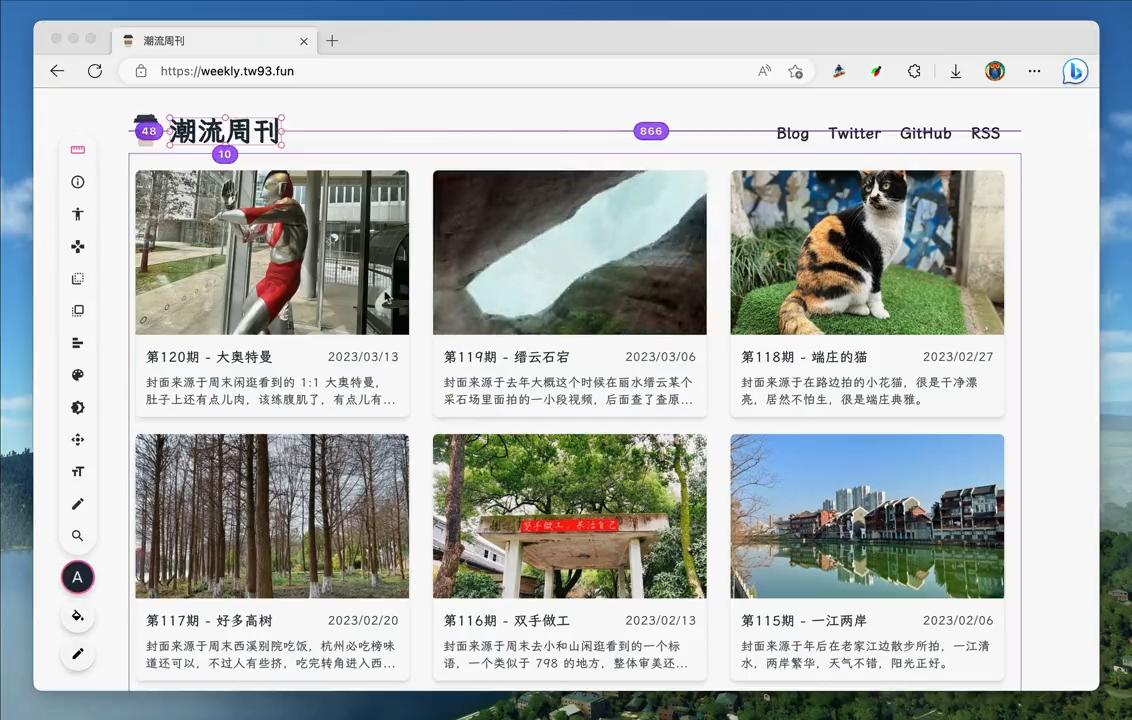 潮流周刊
https://weekly.tw93.fun
48
潮流周刊
866
Blog
Twitter
GitHub
RSS
10
第120期 - 大奥特曼
2023/03/13
封面来源于周末闲逛看到的 1:1 大奥特曼，
肚子上还有点儿肉，该练腹肌了，有点儿有...
第119期 - 缙云石宕
2023/03/06
封面来源于去年大概这个时候在丽水缙云某个
采石场里面拍的一小段视频，后面查了查原...
第118期 - 端庄的猫
2023/02/27
封面来源于在路边拍的小花猫，很是干净漂
亮，居然不怕生，很是端庄典雅。
双手做工，养活自己
第117期 - 好多高树
2023/02/20
封面来源于周末西溪别院吃饭，杭州必吃榜味
道还可以，不过人有些挤，吃完转角进入西...
第116期 - 双手做工
2023/02/13
封面来源于周末去小和山闲逛看到的一个标
语，一个类似于 798 的地方，整体审美还...
第115期 - 一江两岸
2023/02/06
封面来源于年后在老家江边散步所拍，一江清
水，两岸繁华，天气不错，阳光正好。